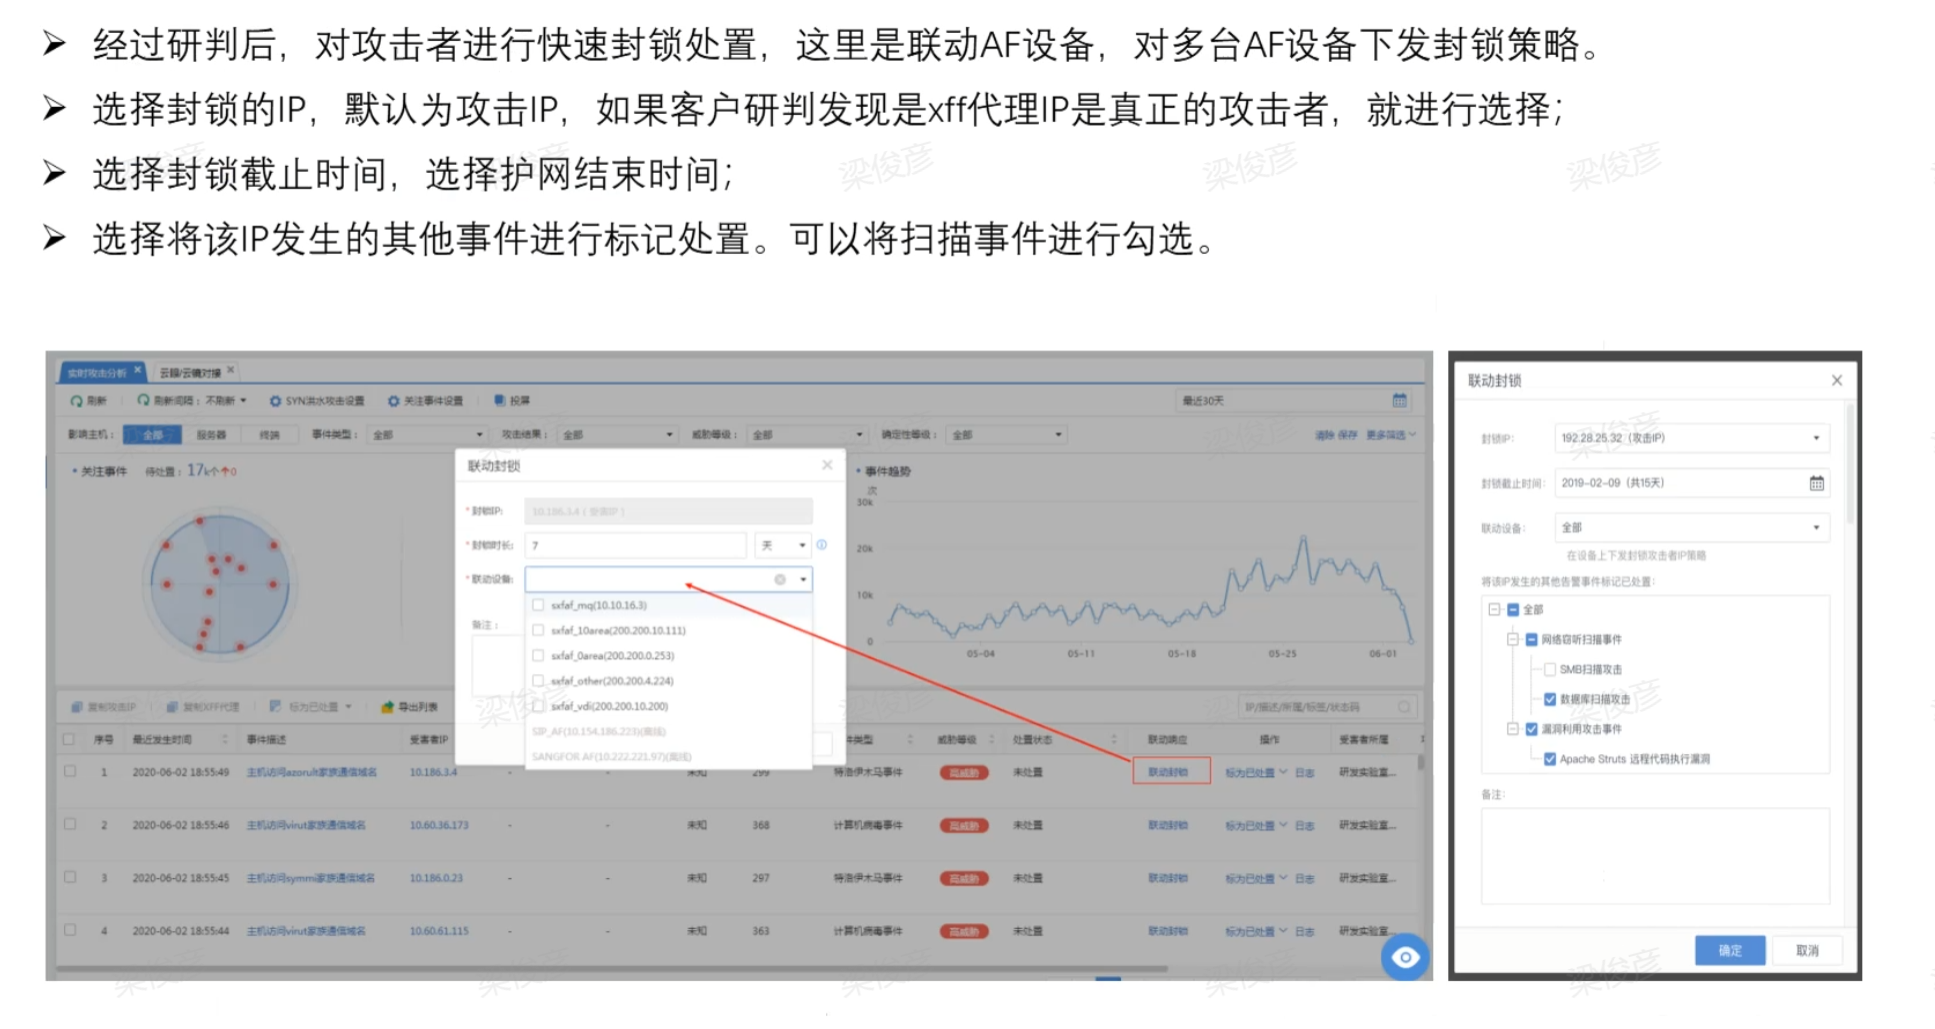 ➢ 经过研判后，对攻击者进行快速封锁处置，这里是联动AF设备，对多台AF设备下发封锁策略。
➢ 选择封锁的IP，默认为攻击IP，如果客户研判发现是xff代理IP是真正的攻击者，就进行选择；
➢ 选择封锁截止时间，选择护网结束时间；
➢ 选择将该IP发生的其他事件进行标记处置。可以将扫描事件进行勾选。
梁俊彦 梁俊彦 梁俊彦 梁俊彦 梁俊彦
实时攻击分析 云镜/云镜对接
刷新 刷新间隔：不刷新 SYN洪水攻击设置 关注事件设置 投屏 最近30天
影响主机： 全部 服务器 终端 事件类型： 全部 攻击结果： 全部 威胁等级： 全部 确定性等级： 全部 清除 保存 更多筛选
关注事件 待处置：17k个↑0
事件趋势
次
30k
20k
10k
0
05-04 05-11 05-18 05-25 06-01
联动封锁
* 封锁IP: 10.186.3.4 ( 受害IP )
* 封锁时长: 7 天
* 联动设备:
sxfaf_mq(10.10.16.3)
sxfaf_10area(200.200.10.111)
sxfaf_0area(200.200.0.253)
sxfaf_other(200.200.4.224)
sxfaf_vdi(200.200.10.200)
SIP_AF(10.154.186.223)(离线)
SANGFOR AF(10.222.221.97)(离线)
备注：
复制攻击IP 复制XFF代理 标为已处置 导出列表 IP/描述/所属/标签/状态码
序号 最近发生时间 事件描述 受害者IP 件类型 威胁等级 处置状态 联动响应 操作 受害者所属
1 2020-06-02 18:55:49 主机访问azorult家族通信域名 10.186.3.4 - - 未知 299 特洛伊木马事件 高威胁 未处置 联动封锁 标为已处置 日志 研发实验室...
2 2020-06-02 18:55:46 主机访问virut家族通信域名 10.60.36.173 - - 未知 368 计算机病毒事件 高威胁 未处置 联动封锁 标为已处置 日志 研发实验室...
3 2020-06-02 18:55:45 主机访问symmi家族通信域名 10.186.0.23 - - 未知 297 特洛伊木马事件 高威胁 未处置 联动封锁 标为已处置 日志 研发实验室...
4 2020-06-02 18:55:44 主机访问virut家族通信域名 10.60.61.115 - - 未知 363 计算机病毒事件 高威胁 未处置 联动封锁 标为已处置 日志 研发实验室...
联动封锁
封锁IP: 192.28.25.32（攻击IP）
封锁截止时间: 2019-02-09（共15天）
联动设备: 全部
在设备上下发封锁攻击者IP策略
将该IP发生的其他告警事件标记已处置:
全部
网络窃听扫描事件
SMB扫描攻击
数据库扫描攻击
漏洞利用攻击事件
Apache Struts 远程代码执行漏洞
备注:
确定 取消
梁俊彦 梁俊彦 梁俊彦 梁俊彦 梁俊彦